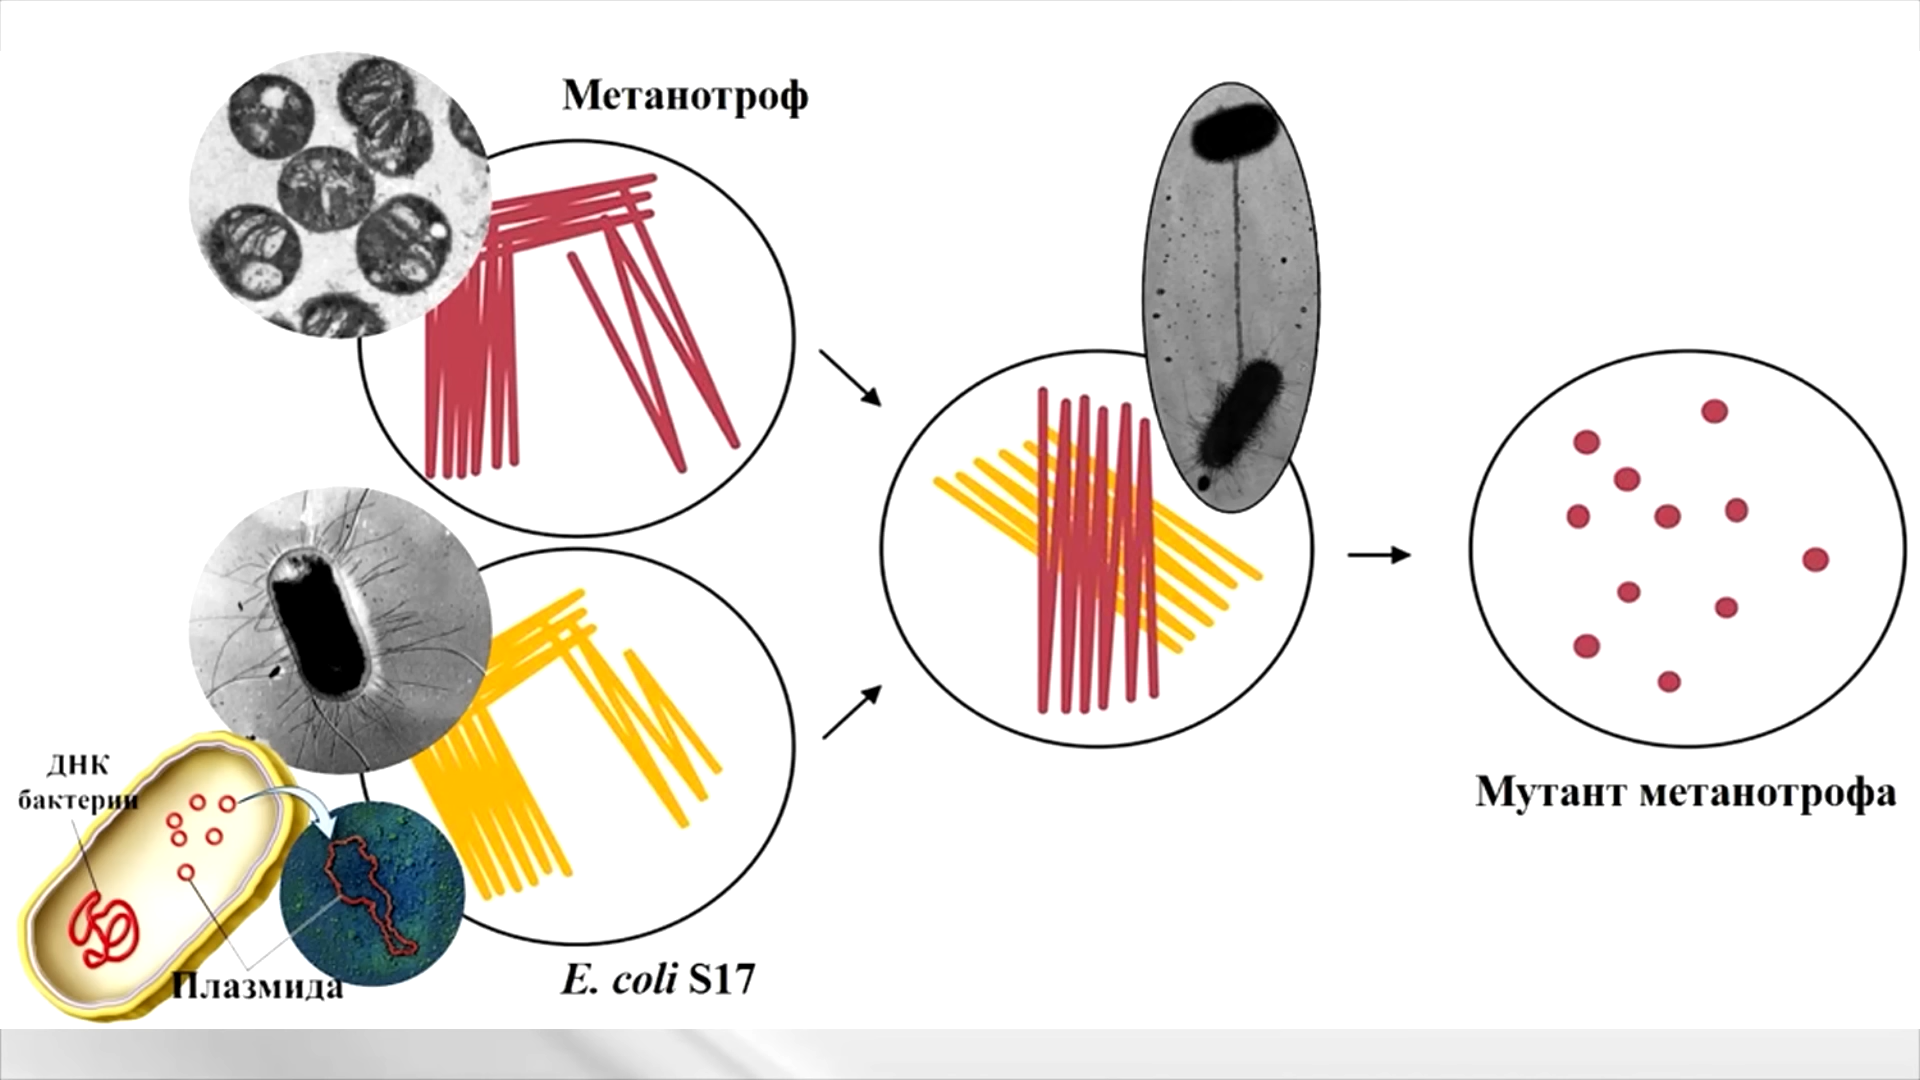 Метанотроф
ДНК
бактерии
Плазмида
E. coli S17
Мутант метанотрофа